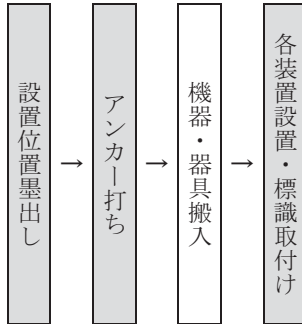 設置位置墨出し
→
アンカー打ち
→
機器・器具搬入
→
各装置設置・標識取付け